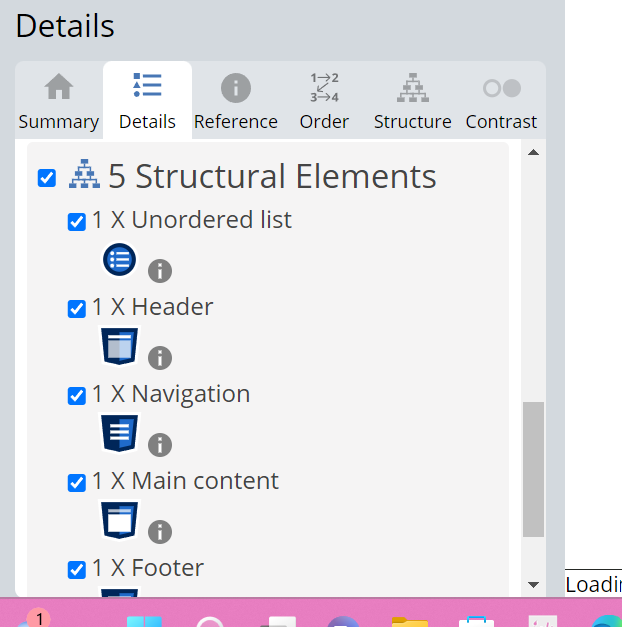 Details
Summary Details Reference Order Structure Contrast
1→2
3→4
5 Structural Elements
1 X Unordered list
1 X Header
1 X Navigation
1 X Main content
1 X Footer
1